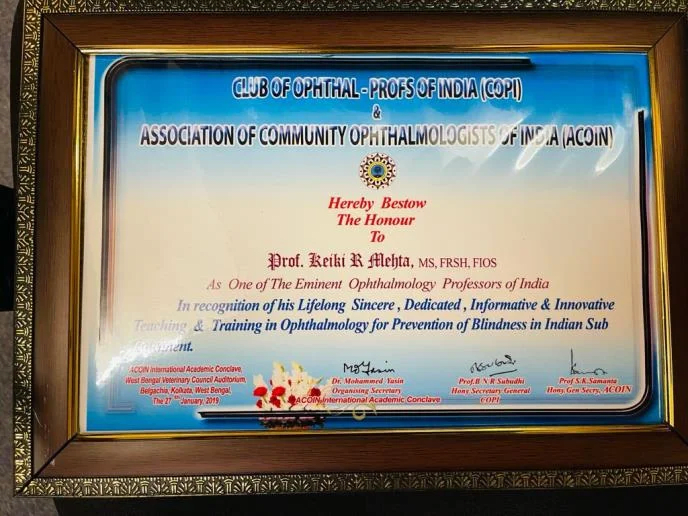 CLUB OF OPHTHAL - PROFS OF INDIA (COPI)
&
ASSOCIATION OF COMMUNITY OPHTHALMOLOGISTS OF INDIA (ACOIN)
Hereby Bestow
The Honour
To
Prof. Keiki R Mehta, MS, FRSH, FIOS
As One of The Eminent Ophthalmology Professors of India
In recognition of his Lifelong Sincere, Dedicated, Informative & Innovative
Teaching & Training in Ophthalmology for Prevention of Blindness in Indian Sub
Continent.
ACOIN International Academic Conclave,
West Bengal Veterinary Council Auditorium,
Belgachia, Kolkata, West Bengal,
The 27th January, 2019
Dr. Mohammed Yasin
Organising Secretary
ACOIN International Academic Conclave
Prof.B.N.R Subudhi
Hony Secretary General
COPI
Prof S.K.Samanta
Hony.Gen Secry, ACOIN